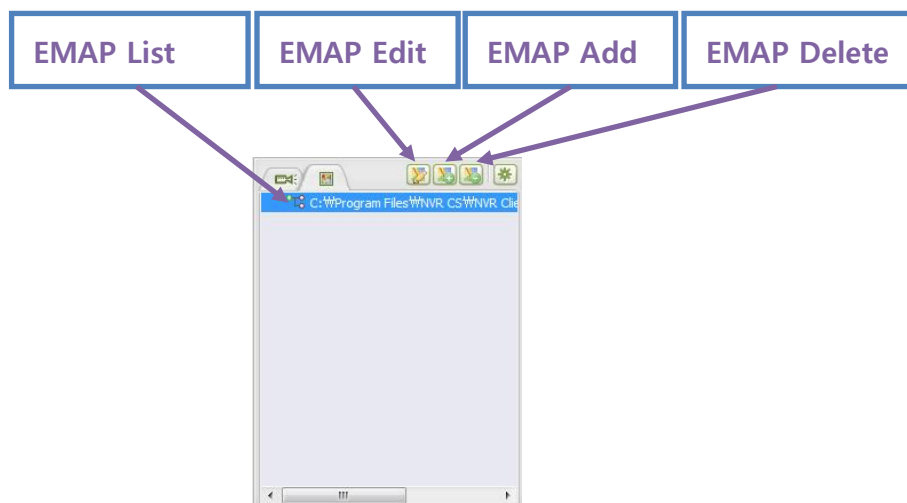 EMAP List
EMAP Edit
EMAP Add
EMAP Delete
C:₩Program Files₩NVR CS₩NVR Clie